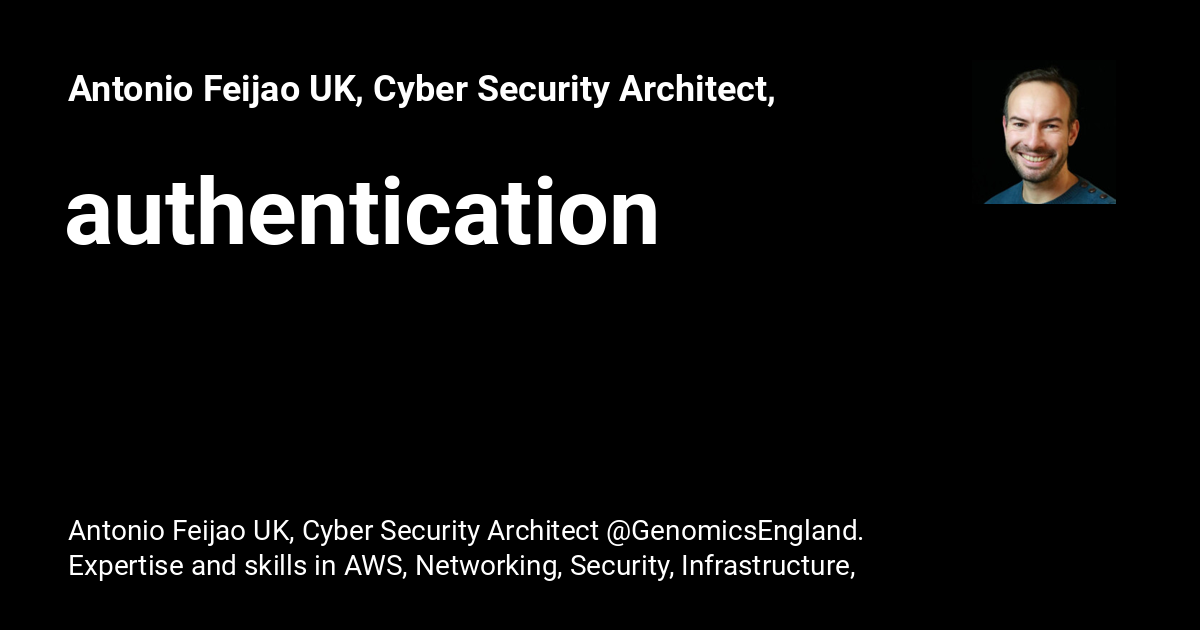 Antonio Feijao UK, Cyber Security Architect,
authentication
Antonio Feijao UK, Cyber Security Architect @GenomicsEngland.
Expertise and skills in AWS, Networking, Security, Infrastructure,